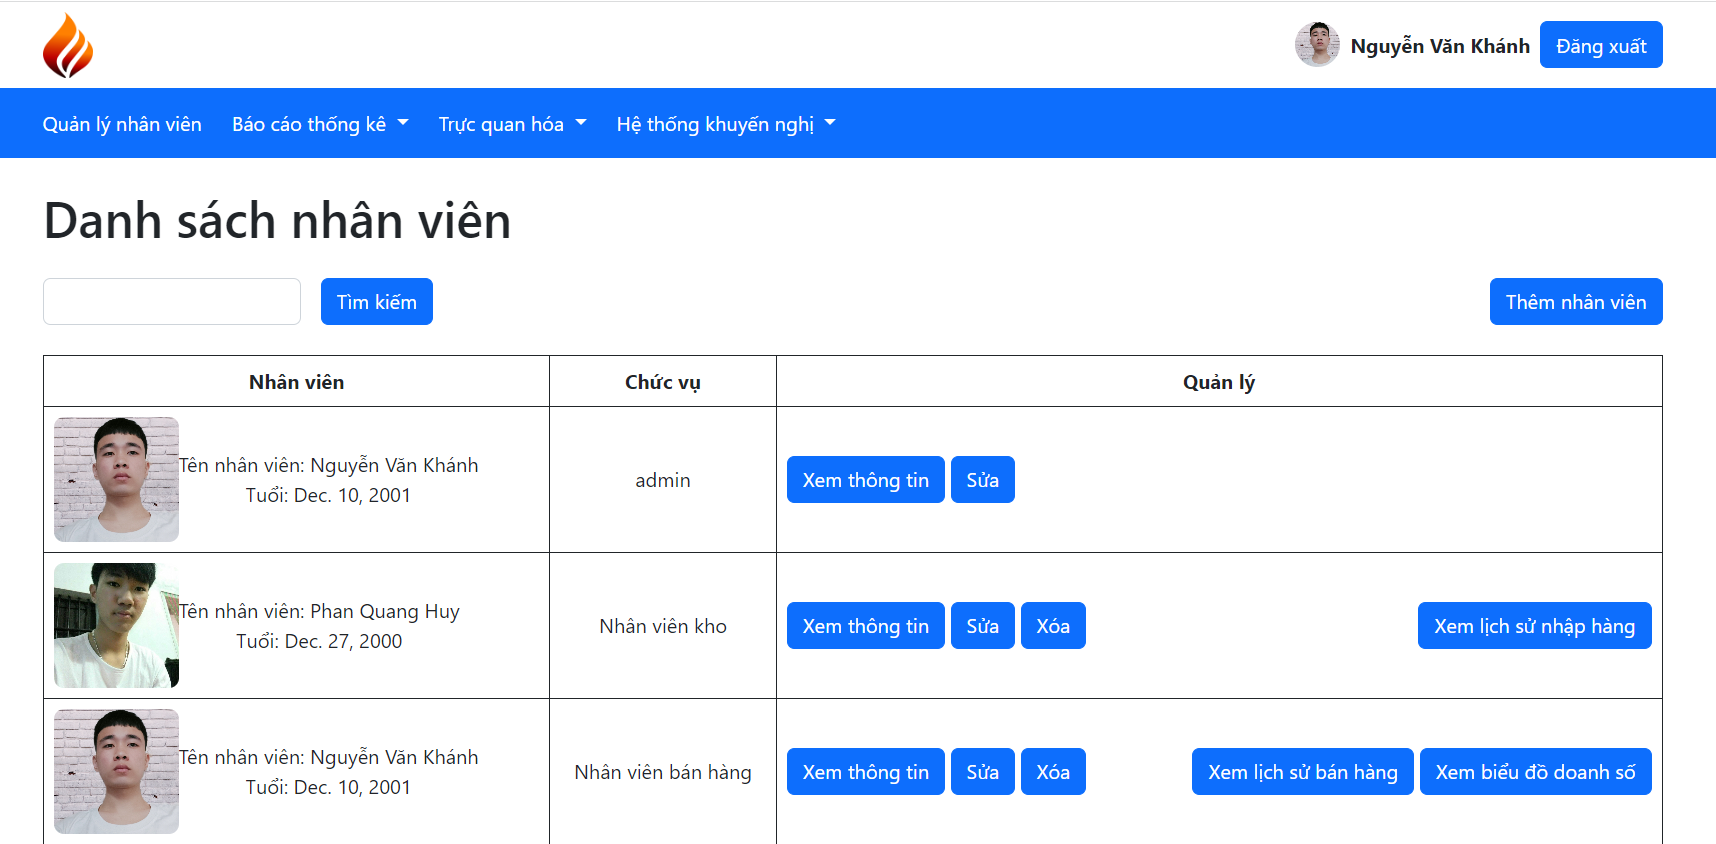 Nguyễn Văn Khánh Đăng xuất
Quản lý nhân viên Báo cáo thống kê Trực quan hóa Hệ thống khuyến nghị
Danh sách nhân viên
Tìm kiếm Thêm nhân viên
Nhân viên Chức vụ Quản lý
Tên nhân viên: Nguyễn Văn Khánh
Tuổi: Dec. 10, 2001
admin
Xem thông tin Sửa
Tên nhân viên: Phan Quang Huy
Tuổi: Dec. 27, 2000
Nhân viên kho
Xem thông tin Sửa Xóa Xem lịch sử nhập hàng
Tên nhân viên: Nguyễn Văn Khánh
Tuổi: Dec. 10, 2001
Nhân viên bán hàng
Xem thông tin Sửa Xóa Xem lịch sử bán hàng Xem biểu đồ doanh số